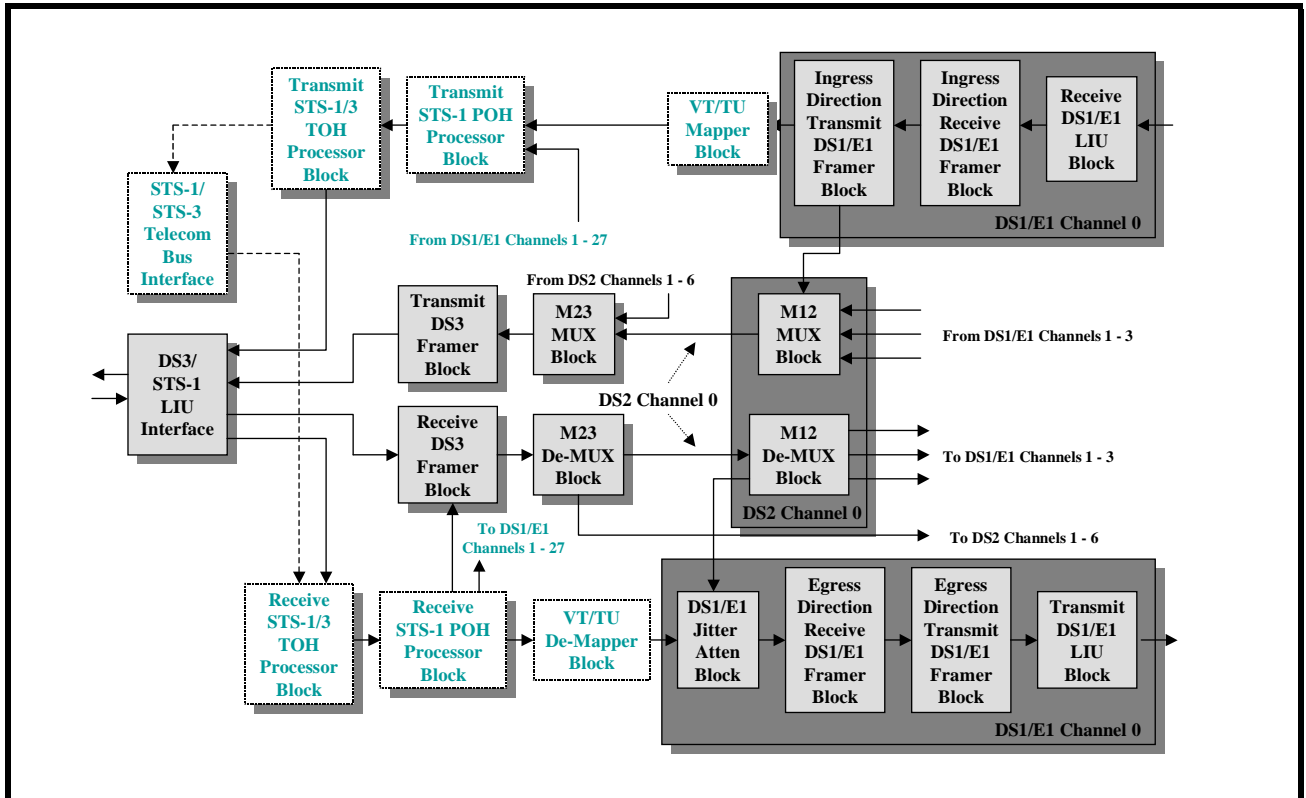 Transmit
STS-1/3
TOH
Processor
Block
Transmit
STS-1 POH
Processor
Block
VT/TU
Mapper
Block
Ingress
Direction
Transmit
DS1/E1
Framer
Block
Ingress
Direction
Receive
DS1/E1
Framer
Block
Receive
DS1/E1
LIU
Block
DS1/E1 Channel 0
STS-1/
STS-3
Telecom
Bus
Interface
From DS1/E1 Channels 1 - 27
From DS2 Channels 1 - 6
Transmit
DS3
Framer
Block
M23
MUX
Block
M12
MUX
Block
From DS1/E1 Channels 1 - 3
DS3/
STS-1
LIU
Interface
DS2 Channel 0
Receive
DS3
Framer
Block
M23
De-MUX
Block
M12
De-MUX
Block
To DS1/E1 Channels 1 - 3
DS2 Channel 0
To DS1/E1
Channels 1 - 27
To DS2 Channels 1 - 6
Receive
STS-1/3
TOH
Processor
Block
Receive
STS-1 POH
Processor
Block
VT/TU
De-Mapper
Block
DS1/E1
Jitter
Atten
Block
Egress
Direction
Receive
DS1/E1
Framer
Block
Egress
Direction
Transmit
DS1/E1
Framer
Block
Transmit
DS1/E1
LIU
Block
DS1/E1 Channel 0